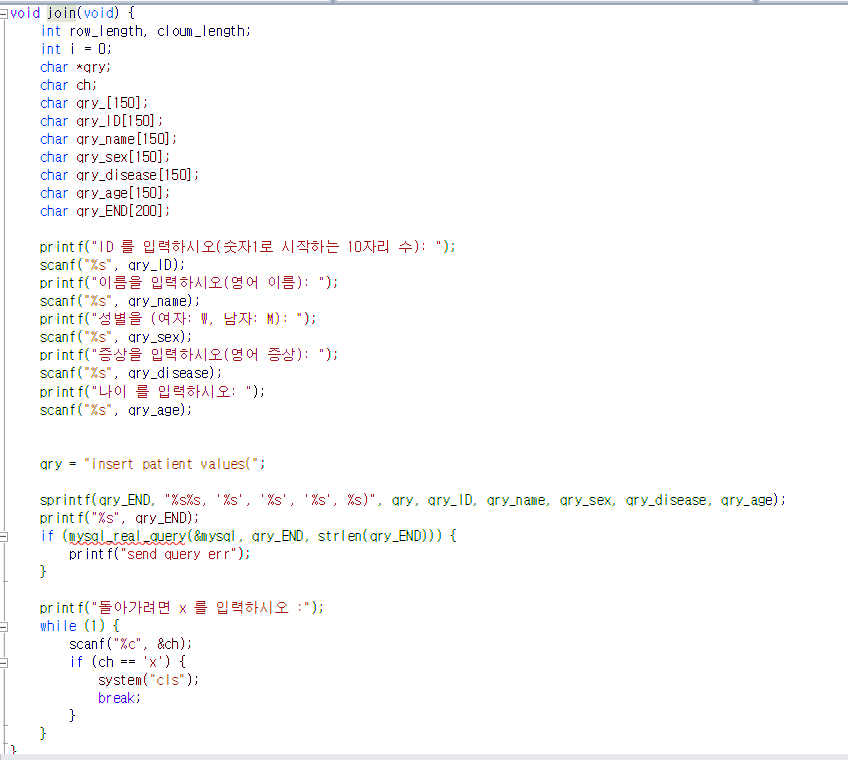 void join(void) {
int row_length, cloum_length;
int i = 0;
char *qry;
char ch;
char qry_[150];
char qry_ID[150];
char qry_name[150];
char qry_sex[150];
char qry_disease[150];
char qry_age[150];
char qry_END[200];
printf("ID 를 입력하시오(숫자1로 시작하는 10자리 수): ");
scanf("%s", qry_ID);
printf("이름을 입력하시오(영어 이름): ");
scanf("%s", qry_name);
printf("성별을 (여자: W, 남자: M): ");
scanf("%s", qry_sex);
printf("증상을 입력하시오(영어 증상): ");
scanf("%s", qry_disease);
printf("나이 를 입력하시오: ");
scanf("%s", qry_age);
qry = "insert patient values(";
sprintf(qry_END, "%s%s, '%s', '%s', '%s', %s)", qry, qry_ID, qry_name, qry_sex, qry_disease, qry_age);
printf("%s", qry_END);
if (mysql_real_query(&mysql, qry_END, strlen(qry_END))) {
printf("send query err");
}
printf("돌아가려면 x 를 입력하시오 :");
while (1) {
scanf("%c", &ch);
if (ch == 'x') {
system("cls");
break;
}
}
}